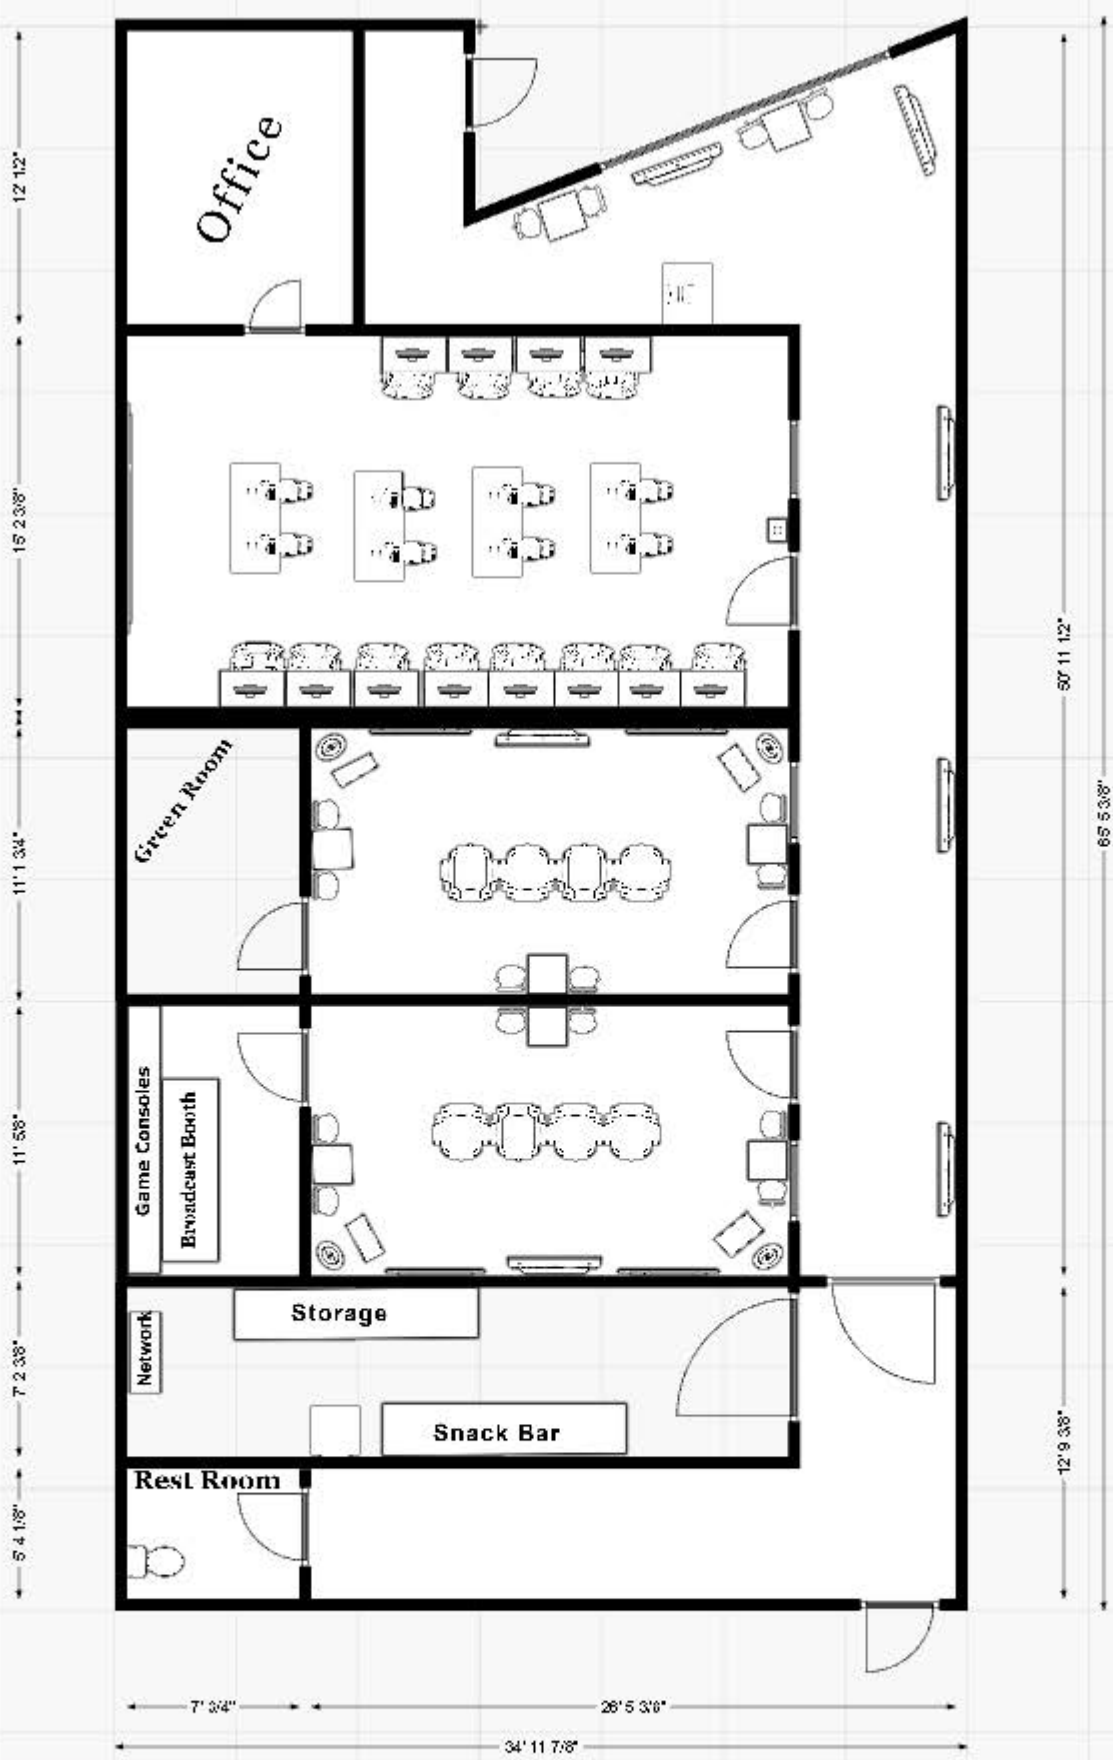 Office
12' 1/2"
15' 2 3/8"
50' 11 1/2"
65' 5 3/8"
Green Room
11' 1 3/4"
Game Consoles
Broadcast Booth
11' 5/8"
Storage
Network
7' 2 3/8"
Snack Bar
12' 9 3/8"
Rest Room
5' 4 1/8"
7' 3/4"
26' 5 3/8"
34' 11 7/8"